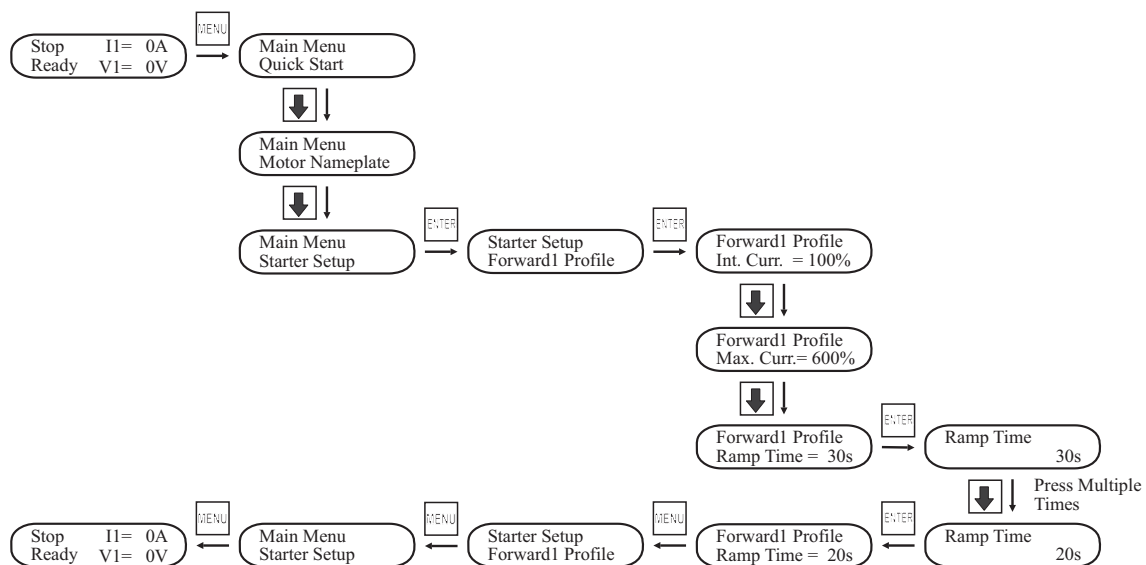 MENU
Stop I1= 0A
Ready V1= 0V
Main Menu
Quick Start
Main Menu
Motor Nameplate
ENTER
ENTER
Main Menu
Starter Setup
Starter Setup
Forward1 Profile
Forward1 Profile
Int. Curr. = 100%
Forward1 Profile
Max. Curr.= 600%
ENTER
Forward1 Profile
Ramp Time = 30s
Ramp Time
30s
Press Multiple
Times
MENU
MENU
MENU
ENTER
Stop I1= 0A
Ready V1= 0V
Main Menu
Starter Setup
Starter Setup
Forward1 Profile
Forward1 Profile
Ramp Time = 20s
Ramp Time
20s